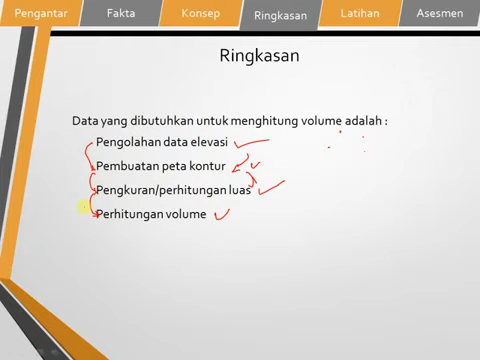 Pengantar
Fakta
Konsep
Ringkasan
Latihan
Asesmen
Ringkasan
Data yang dibutuhkan untuk menghitung volume adalah :
Pengolahan data elevasi
Pembuatan peta kontur
Pengkuran/perhitungan luas
Perhitungan volume